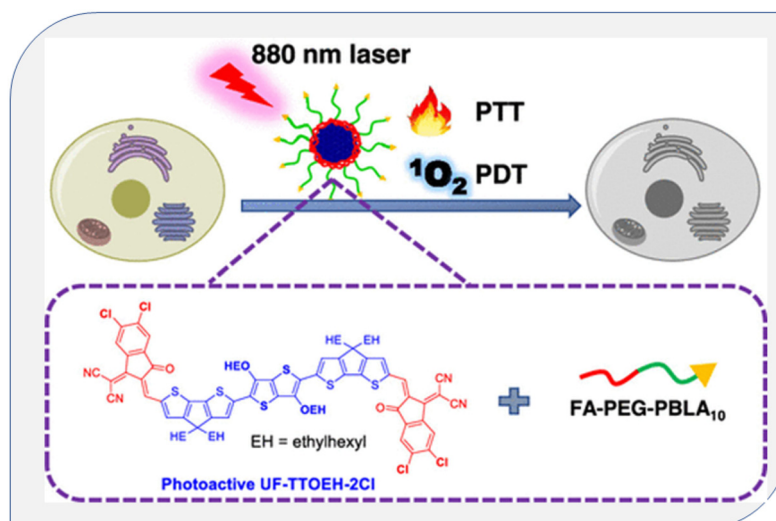 880 nm laser
PTT
¹O₂ PDT
Cl
Cl
HE EH
O
HEO
S
S
S
CN
NC
CN
CN
S
S
S
S
S
OEH
O
HE EH
EH = ethylhexyl
Cl
Cl
FA-PEG-PBLA₁₀
Photoactive UF-TTOEH-2Cl